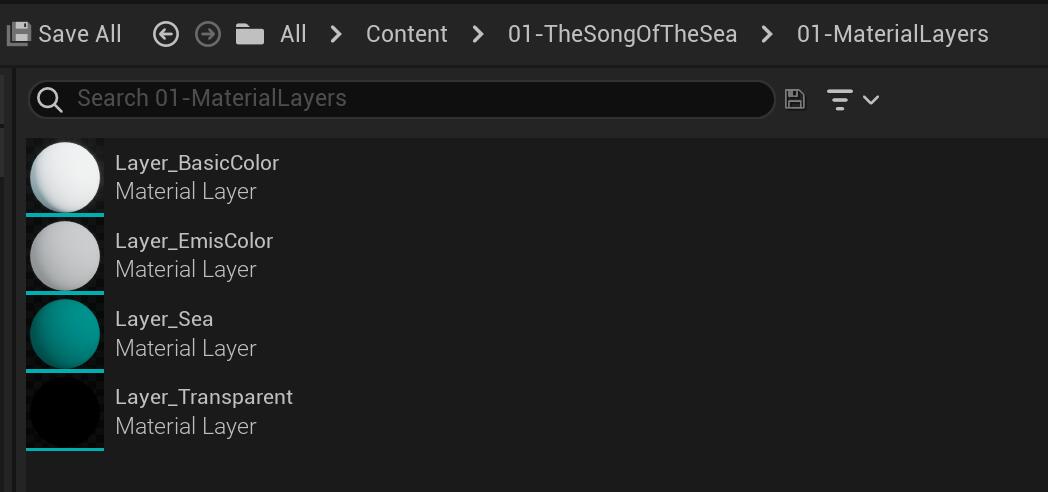 Save All All Content 01-TheSongOfTheSea 01-MaterialLayers
Search 01-MaterialLayers
Layer_BasicColor
Material Layer
Layer_EmisColor
Material Layer
Layer_Sea
Material Layer
Layer_Transparent
Material Layer